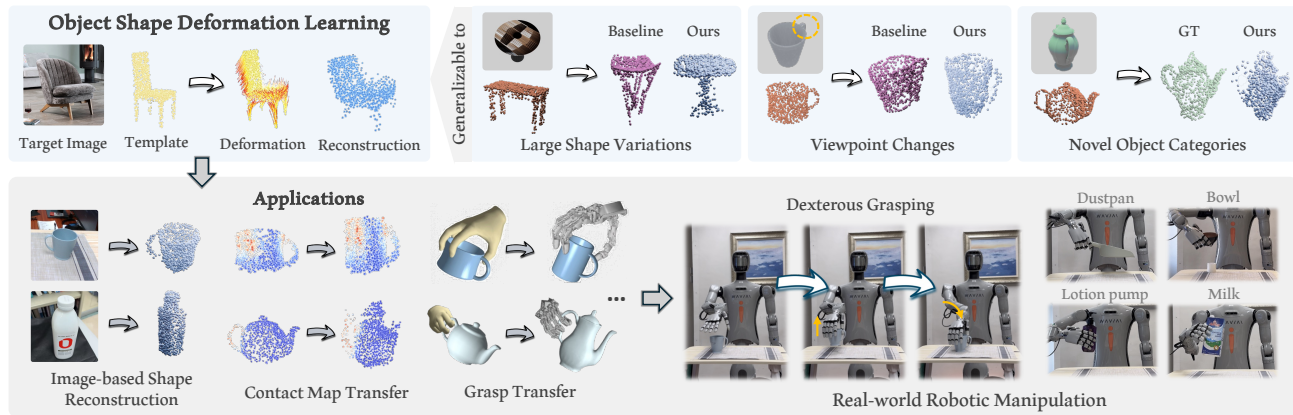 Object Shape Deformation Learning
Target Image
Template
Deformation
Reconstruction
Generalizable to
Baseline
Ours
Large Shape Variations
Baseline
Ours
Viewpoint Changes
GT
Ours
Novel Object Categories
Applications
Image-based Shape
Reconstruction
Contact Map Transfer
Grasp Transfer
...
Dexterous Grasping
Dustpan
Bowl
Lotion pump
Milk
Real-world Robotic Manipulation